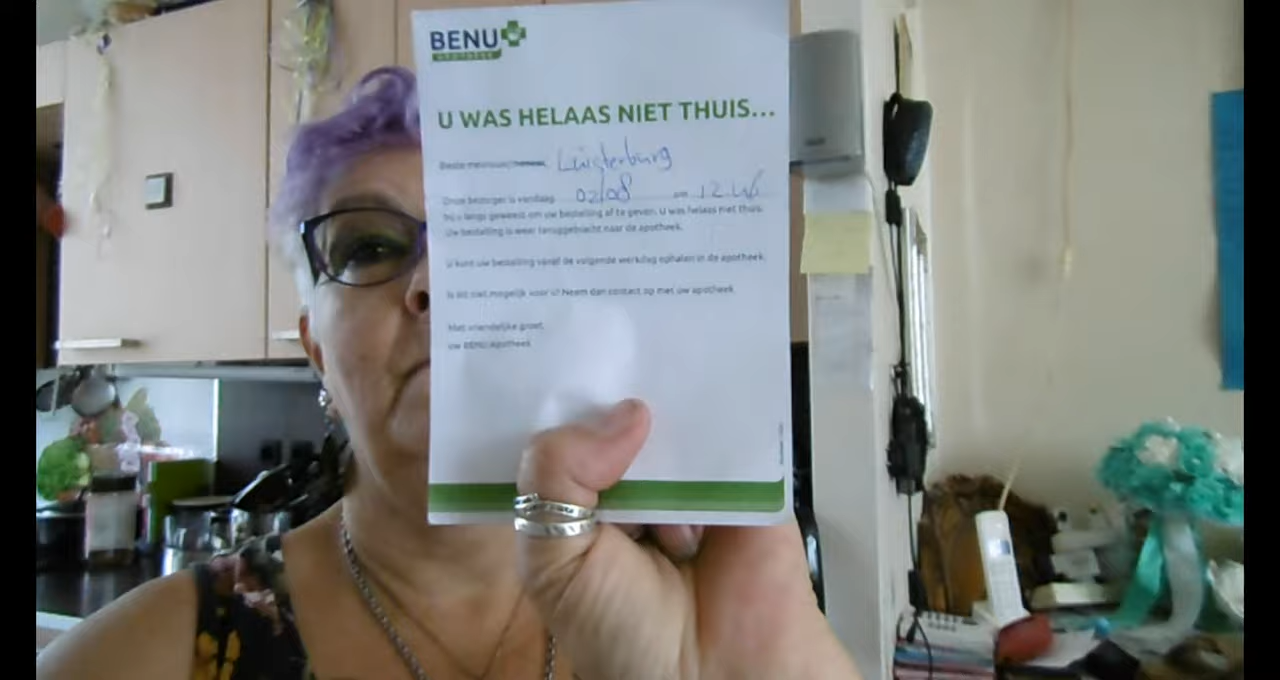 BENU
APOTHEEK
U WAS HELAAS NIET THUIS...
Beste mevrouw/meneer, Luisterburg
Onze bezorger is vandaag 02/08 om 12.46
bij u langs geweest om uw bestelling af te geven. U was helaas niet thuis.
Uw bestelling is weer teruggebracht naar de apotheek.
U kunt uw bestelling vanaf de volgende werkdag ophalen in de apotheek.
Is dit niet mogelijk voor u? Neem dan contact op met uw apotheek.
Met vriendelijke groet,
uw BENU Apotheek